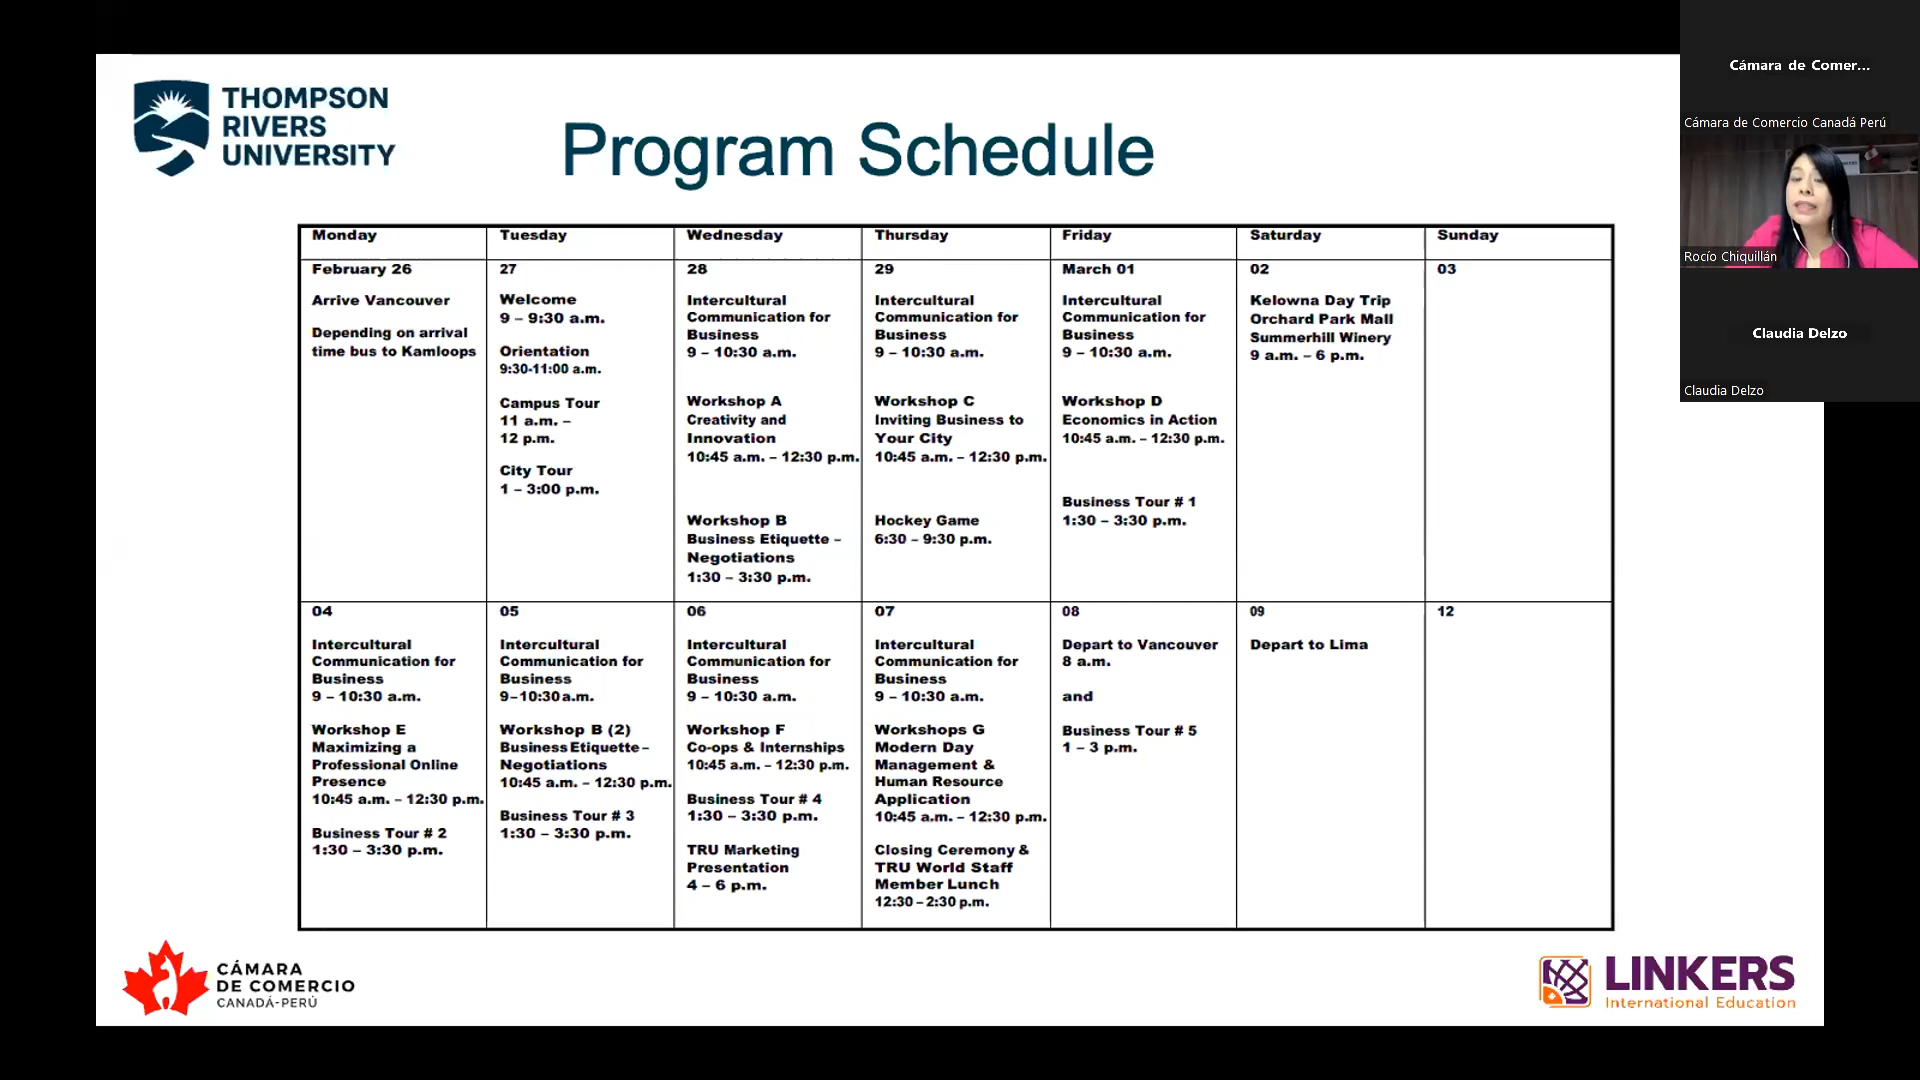 THOMPSON
RIVERS
UNIVERSITY
Program Schedule
Monday
Tuesday
Wednesday
Thursday
Friday
Saturday
Sunday
February 26
Arrive Vancouver
Depending on arrival
time bus to Kamloops
27
Welcome
9 – 9:30 a.m.
Orientation
9:30-11:00 a.m.
Campus Tour
11 a.m. –
12 p.m.
City Tour
1 – 3:00 p.m.
28
Intercultural
Communication for
Business
9 – 10:30 a.m.
Workshop A
Creativity and
Innovation
10:45 a.m. – 12:30 p.m.
Workshop B
Business Etiquette –
Negotiations
1:30 – 3:30 p.m.
29
Intercultural
Communication for
Business
9 – 10:30 a.m.
Workshop C
Inviting Business to
Your City
10:45 a.m. – 12:30 p.m.
Hockey Game
6:30 – 9:30 p.m.
March 01
Intercultural
Communication for
Business
9 – 10:30 a.m.
Workshop D
Economics in Action
10:45 a.m. – 12:30 p.m.
Business Tour # 1
1:30 – 3:30 p.m.
02
Kelowna Day Trip
Orchard Park Mall
Summerhill Winery
9 a.m. – 6 p.m.
03
04
Intercultural
Communication for
Business
9 – 10:30 a.m.
Workshop E
Maximizing a
Professional Online
Presence
10:45 a.m. – 12:30 p.m.
Business Tour # 2
1:30 – 3:30 p.m.
05
Intercultural
Communication for
Business
9–10:30 a.m.
Workshop B (2)
Business Etiquette –
Negotiations
10:45 a.m. – 12:30 p.m.
Business Tour # 3
1:30 – 3:30 p.m.
06
Intercultural
Communication for
Business
9 – 10:30 a.m.
Workshop F
Co-ops & Internships
10:45 a.m. – 12:30 p.m.
Business Tour # 4
1:30 – 3:30 p.m.
TRU Marketing
Presentation
4 – 6 p.m.
07
Intercultural
Communication for
Business
9 – 10:30 a.m.
Workshops G
Modern Day
Management &
Human Resource
Application
10:45 a.m. – 12:30 p.m.
Closing Ceremony &
TRU World Staff
Member Lunch
12:30 – 2:30 p.m.
08
Depart to Vancouver
8 a.m.
and
Business Tour # 5
1 – 3 p.m.
09
Depart to Lima
12
CÁMARA
DE COMERCIO
CANADÁ-PERÚ
LINKERS
International Education
Cámara de Comer...
Cámara de Comercio Canadá Perú
Rocío Chiquillán
Claudia Delzo
Claudia Delzo